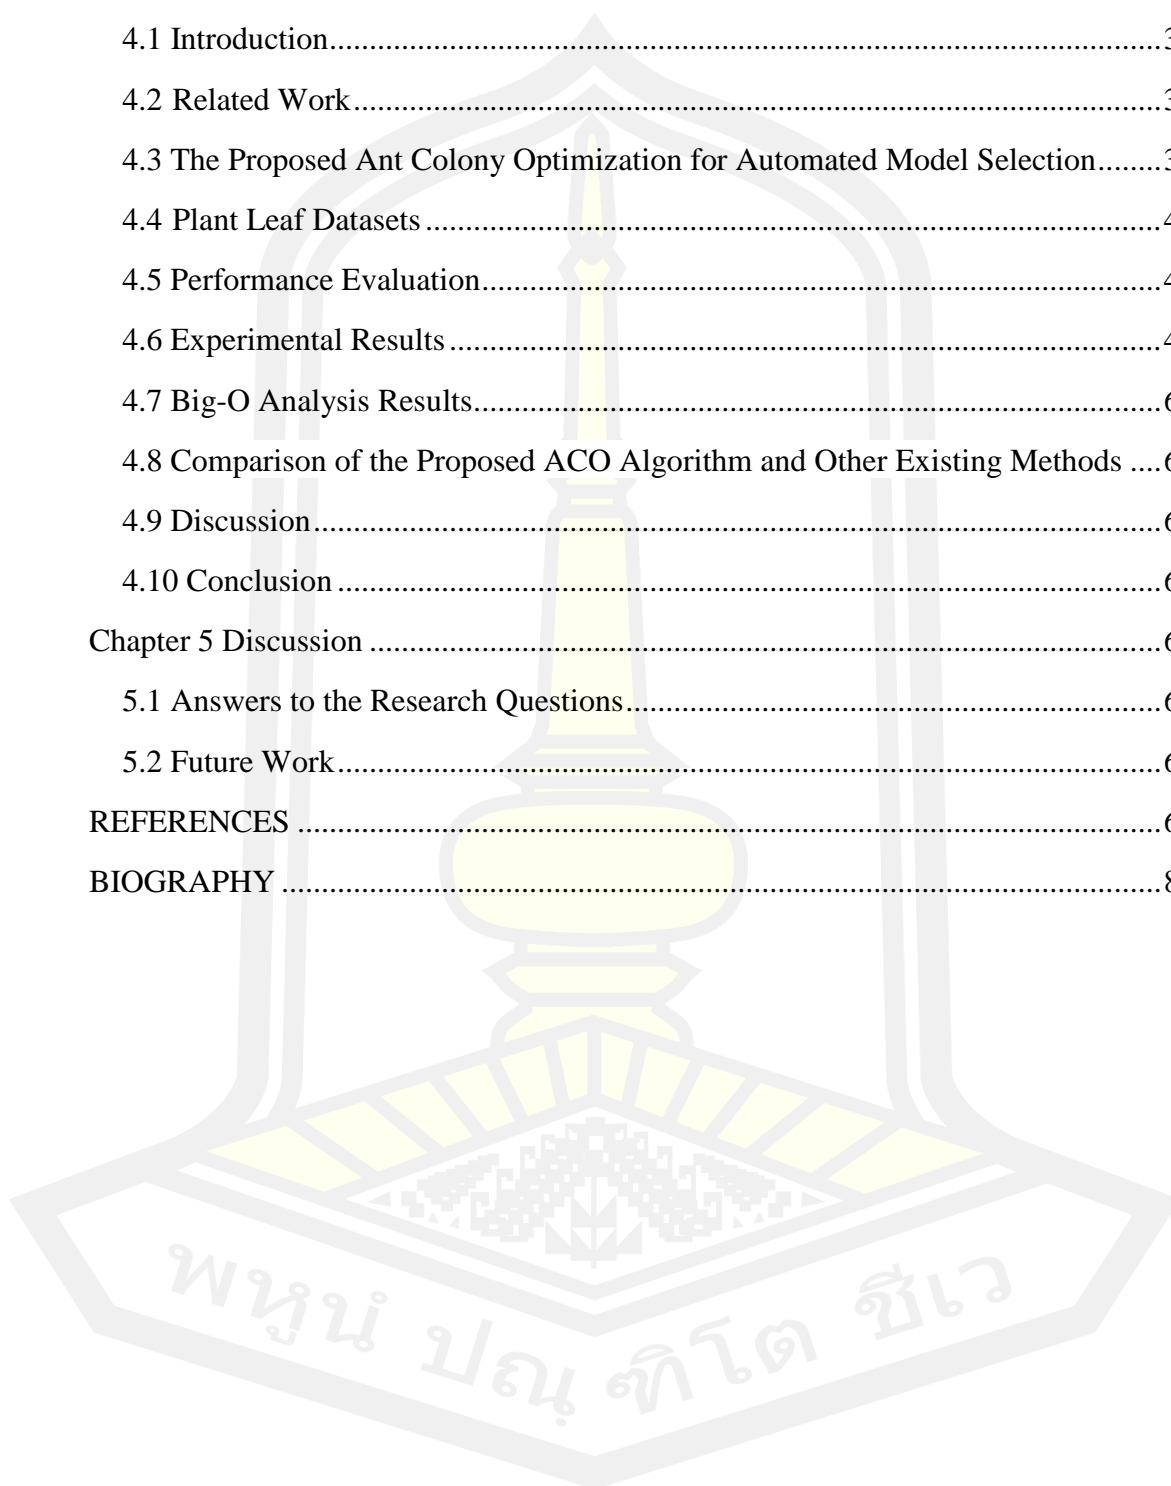 4.1 Introduction........................................................................................................3
4.2 Related Work.....................................................................................................3
4.3 The Proposed Ant Colony Optimization for Automated Model Selection........3
4.4 Plant Leaf Datasets............................................................................................4
4.5 Performance Evaluation.....................................................................................4
4.6 Experimental Results.........................................................................................4
4.7 Big-O Analysis Results......................................................................................6
4.8 Comparison of the Proposed ACO Algorithm and Other Existing Methods....6
4.9 Discussion..........................................................................................................6
4.10 Conclusion.......................................................................................................6
Chapter 5 Discussion...............................................................................................6
5.1 Answers to the Research Questions...................................................................6
5.2 Future Work.......................................................................................................6
REFERENCES........................................................................................................6
BIOGRAPHY..........................................................................................................8
พหูนํ ปณฺฑิโต ชีเว